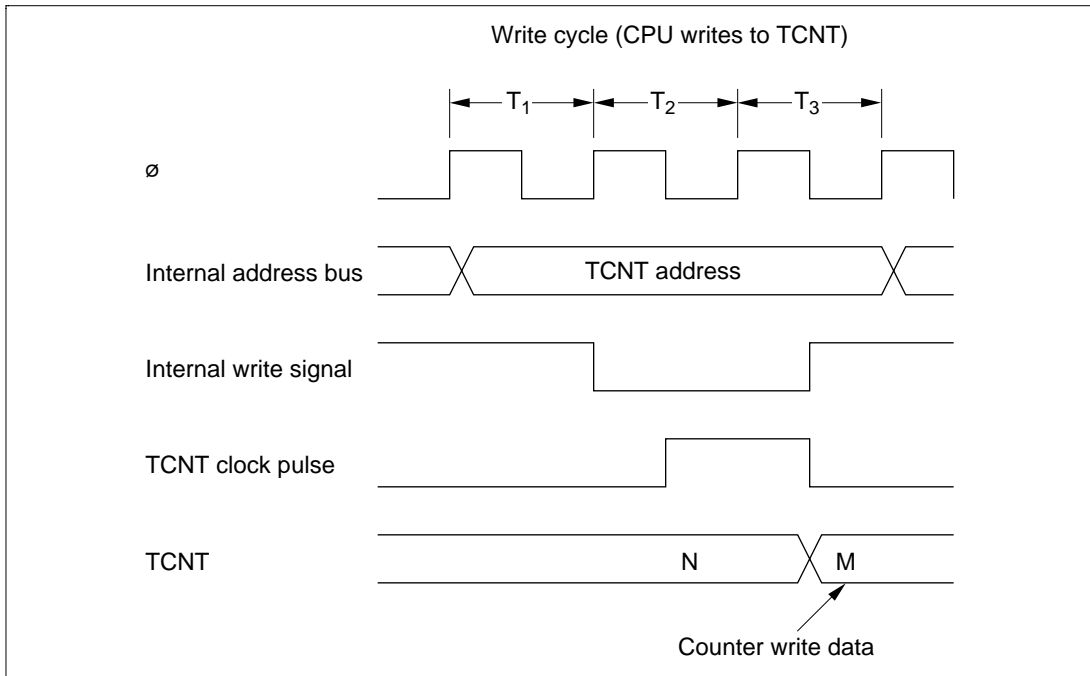 Write cycle (CPU writes to TCNT)
T1 T2 T3
ø
Internal address bus TCNT address
Internal write signal
TCNT clock pulse
TCNT N M
Counter write data